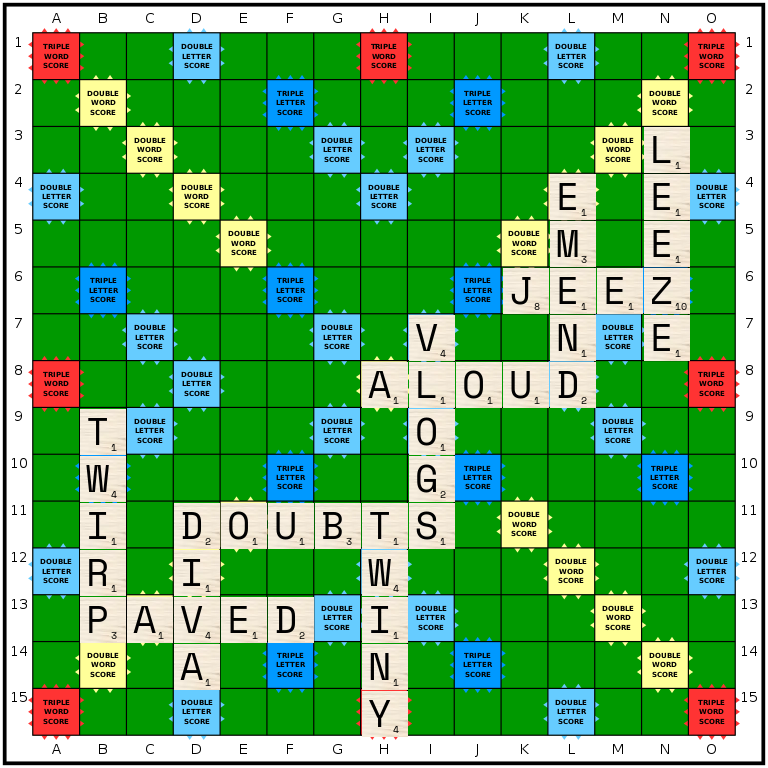 A B C D E F G H I J K L M N O
1 TRIPLE WORD SCORE DOUBLE LETTER SCORE TRIPLE WORD SCORE DOUBLE LETTER SCORE TRIPLE WORD SCORE 1
2 DOUBLE WORD SCORE TRIPLE LETTER SCORE TRIPLE LETTER SCORE DOUBLE WORD SCORE 2
3 DOUBLE WORD SCORE DOUBLE LETTER SCORE DOUBLE LETTER SCORE DOUBLE WORD SCORE L1 3
4 DOUBLE LETTER SCORE DOUBLE WORD SCORE DOUBLE LETTER SCORE E1 E1 DOUBLE LETTER SCORE 4
5 DOUBLE WORD SCORE DOUBLE WORD SCORE M3 E1 5
6 TRIPLE LETTER SCORE TRIPLE LETTER SCORE TRIPLE LETTER SCORE J8 E1 E1 Z10 6
7 DOUBLE LETTER SCORE DOUBLE LETTER SCORE V4 N1 DOUBLE LETTER SCORE E1 7
8 TRIPLE WORD SCORE DOUBLE LETTER SCORE A1 L1 O1 U1 D2 TRIPLE WORD SCORE 8
9 T1 DOUBLE LETTER SCORE DOUBLE LETTER SCORE O1 DOUBLE LETTER SCORE 9
10 W4 TRIPLE LETTER SCORE G2 TRIPLE LETTER SCORE TRIPLE LETTER SCORE 10
11 I1 D2 O1 U1 B3 T1 S1 DOUBLE WORD SCORE 11
12 DOUBLE LETTER SCORE R1 I1 W4 DOUBLE WORD SCORE DOUBLE LETTER SCORE 12
13 P3 A1 V4 E1 D2 DOUBLE LETTER SCORE I1 DOUBLE LETTER SCORE DOUBLE WORD SCORE 13
14 DOUBLE WORD SCORE A1 TRIPLE LETTER SCORE N1 TRIPLE LETTER SCORE DOUBLE WORD SCORE 14
15 TRIPLE WORD SCORE DOUBLE LETTER SCORE Y4 DOUBLE LETTER SCORE TRIPLE WORD SCORE 15
A B C D E F G H I J K L M N O